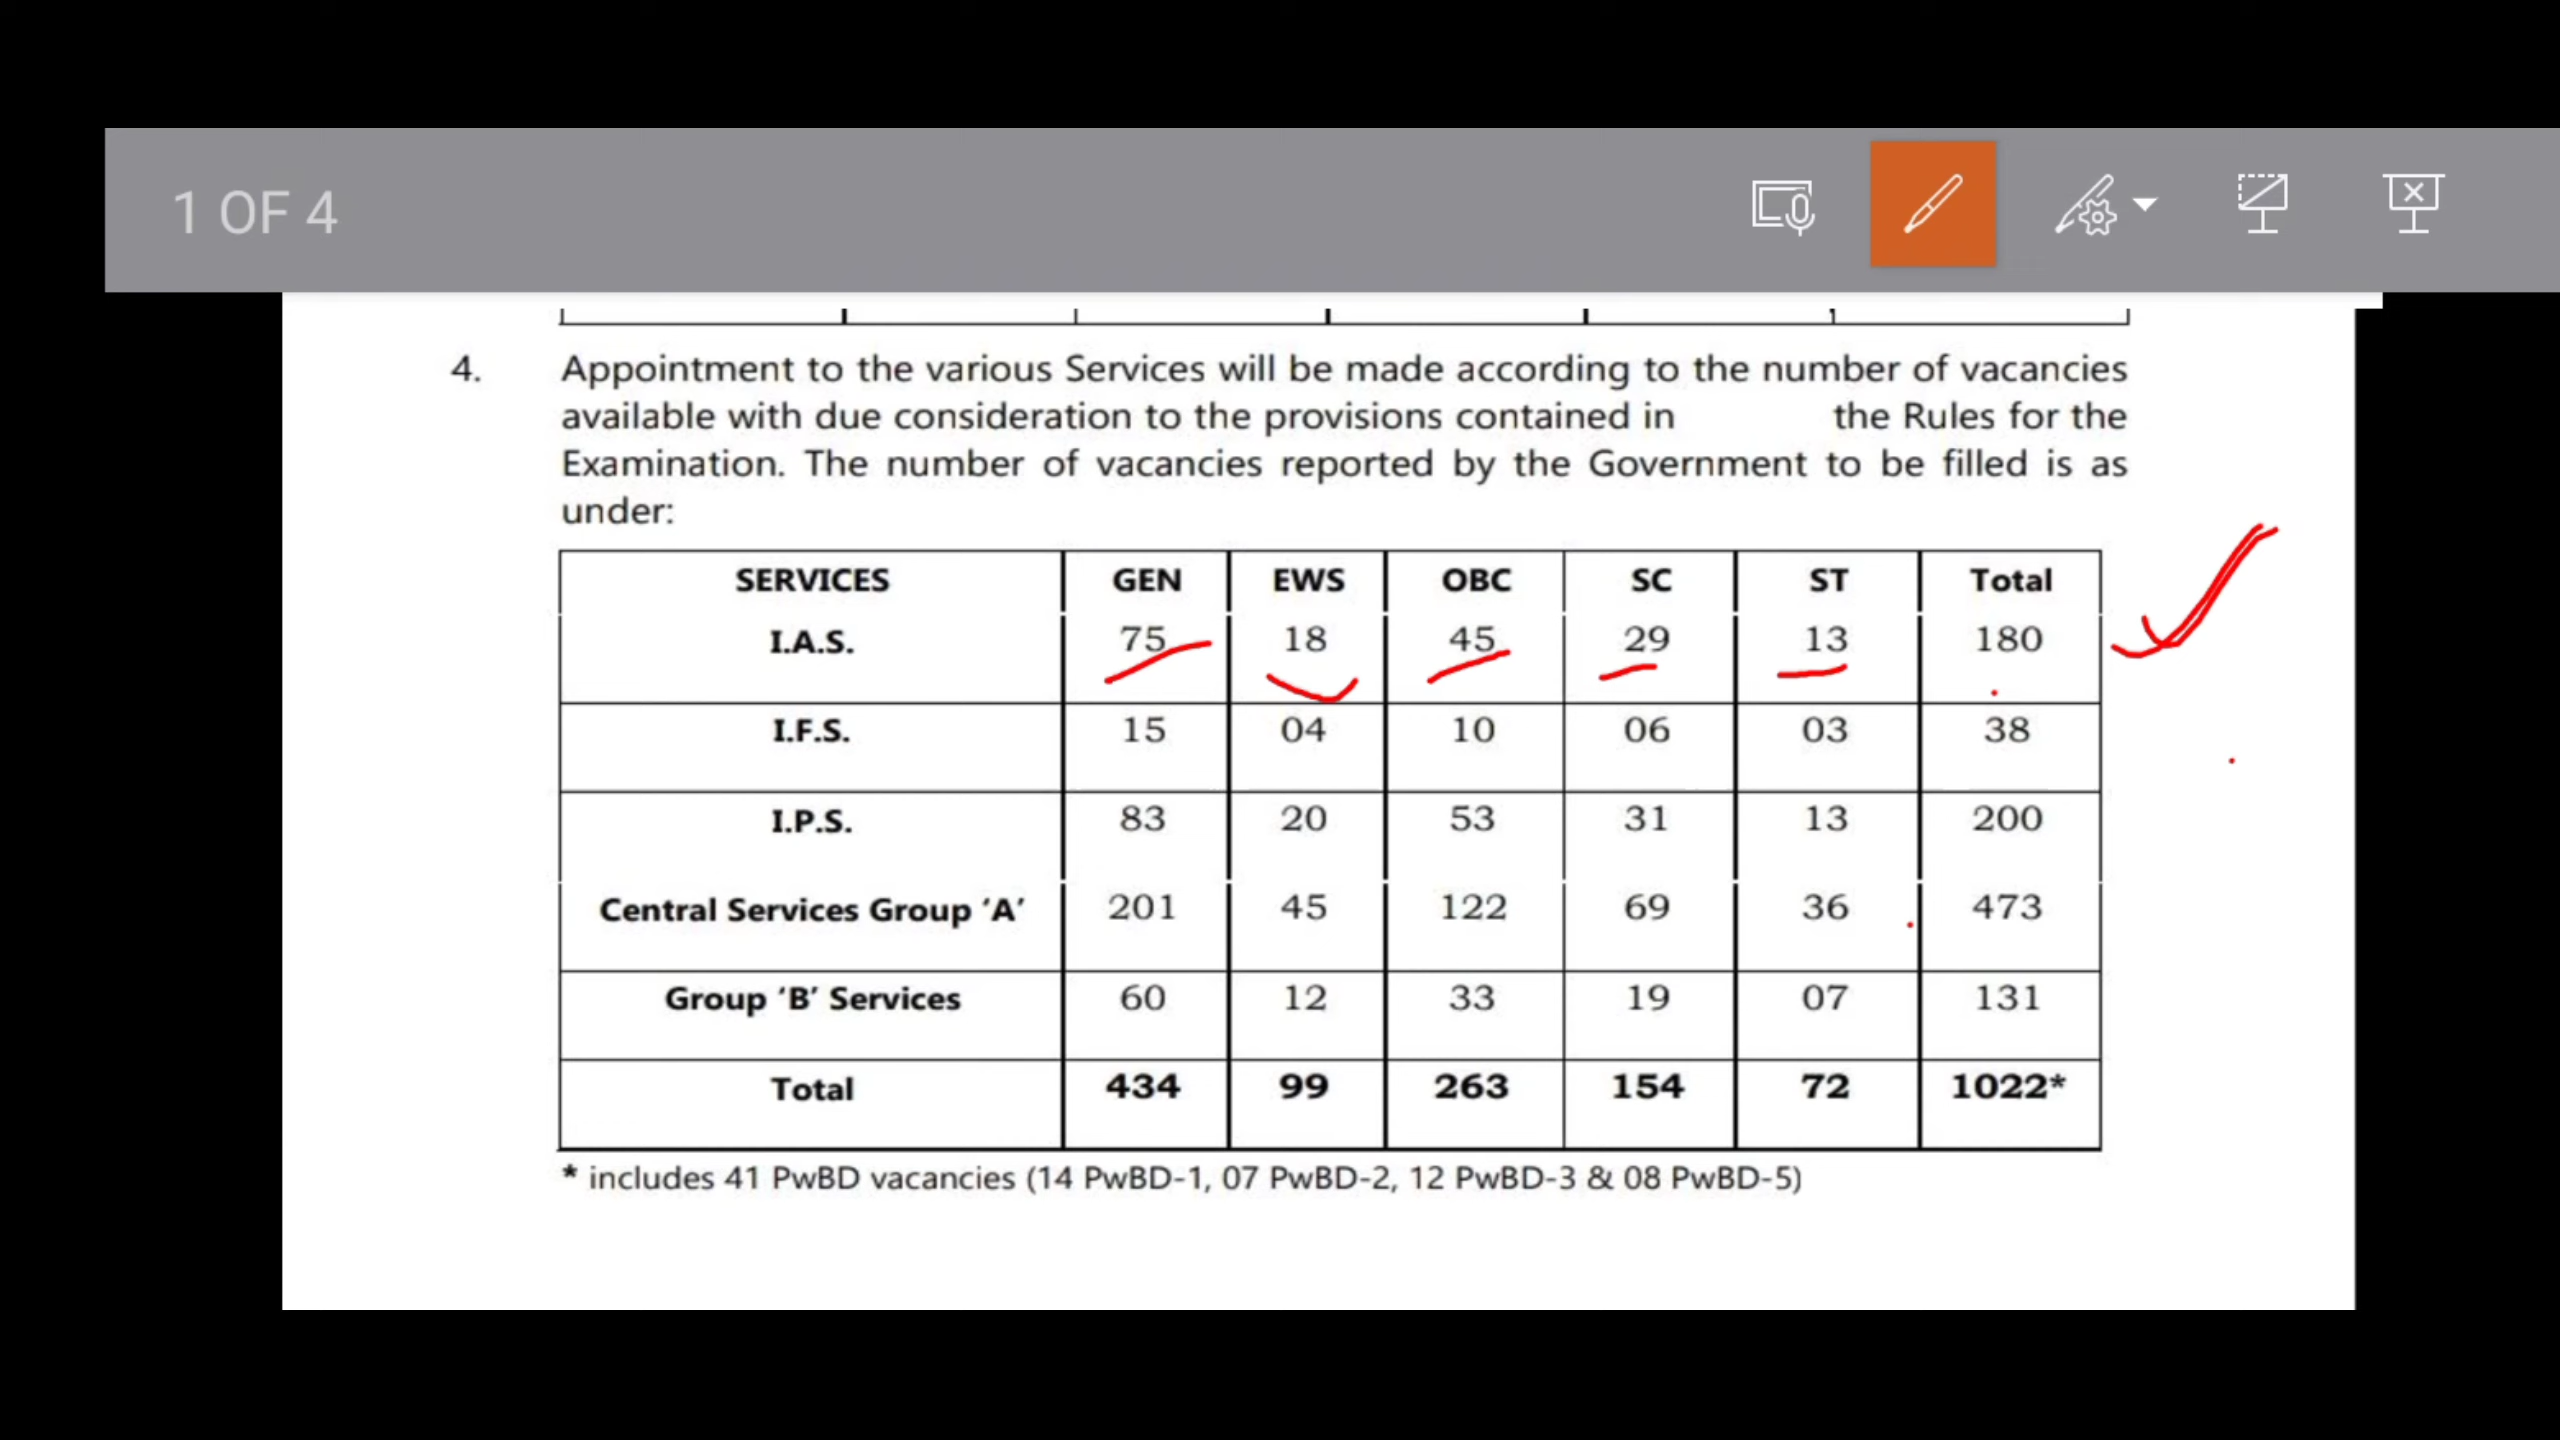 1 OF 4
4. Appointment to the various Services will be made according to the number of vacancies
available with due consideration to the provisions contained in the Rules for the
Examination. The number of vacancies reported by the Government to be filled is as
under:
SERVICES GEN EWS OBC SC ST Total
I.A.S. 75 18 45 29 13 180
I.F.S. 15 04 10 06 03 38
I.P.S. 83 20 53 31 13 200
Central Services Group ‘A’ 201 45 122 69 36 473
Group ‘B’ Services 60 12 33 19 07 131
Total 434 99 263 154 72 1022*
* includes 41 PwBD vacancies (14 PwBD-1, 07 PwBD-2, 12 PwBD-3 & 08 PwBD-5)